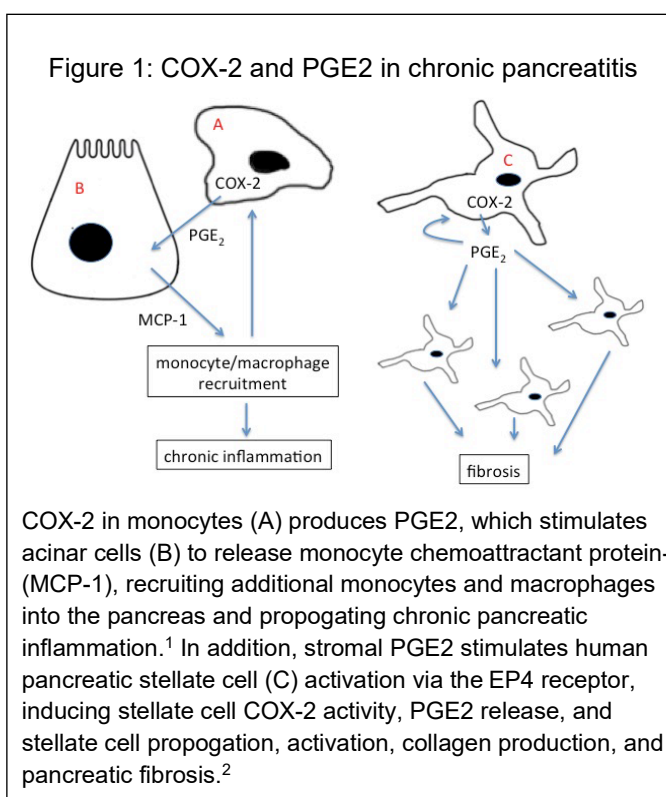 Figure 1: COX-2 and PGE2 in chronic pancreatitis
A
B
COX-2
PGE₂
MCP-1
monocyte/macrophage
recruitment
chronic inflammation
C
COX-2
PGE₂
fibrosis
COX-2 in monocytes (A) produces PGE2, which stimulates
acinar cells (B) to release monocyte chemoattractant protein-
(MCP-1), recruiting additional monocytes and macrophages
into the pancreas and propogating chronic pancreatic
inflammation.¹ In addition, stromal PGE2 stimulates human
pancreatic stellate cell (C) activation via the EP4 receptor,
inducing stellate cell COX-2 activity, PGE2 release, and
stellate cell propogation, activation, collagen production, and
pancreatic fibrosis.²